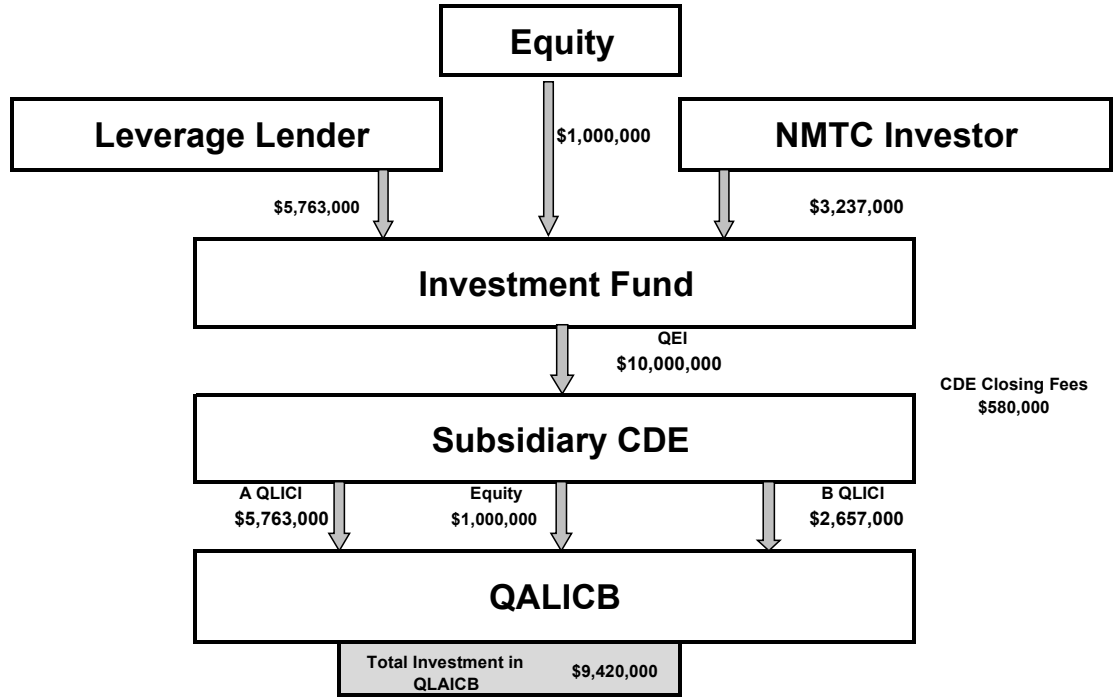 Equity
Leverage Lender
$1,000,000
NMTC Investor
$5,763,000
$3,237,000
Investment Fund
QEI
$10,000,000
CDE Closing Fees
$580,000
Subsidiary CDE
A QLICI
$5,763,000
Equity
$1,000,000
B QLICI
$2,657,000
QALICB
Total Investment in
QLAICB
$9,420,000